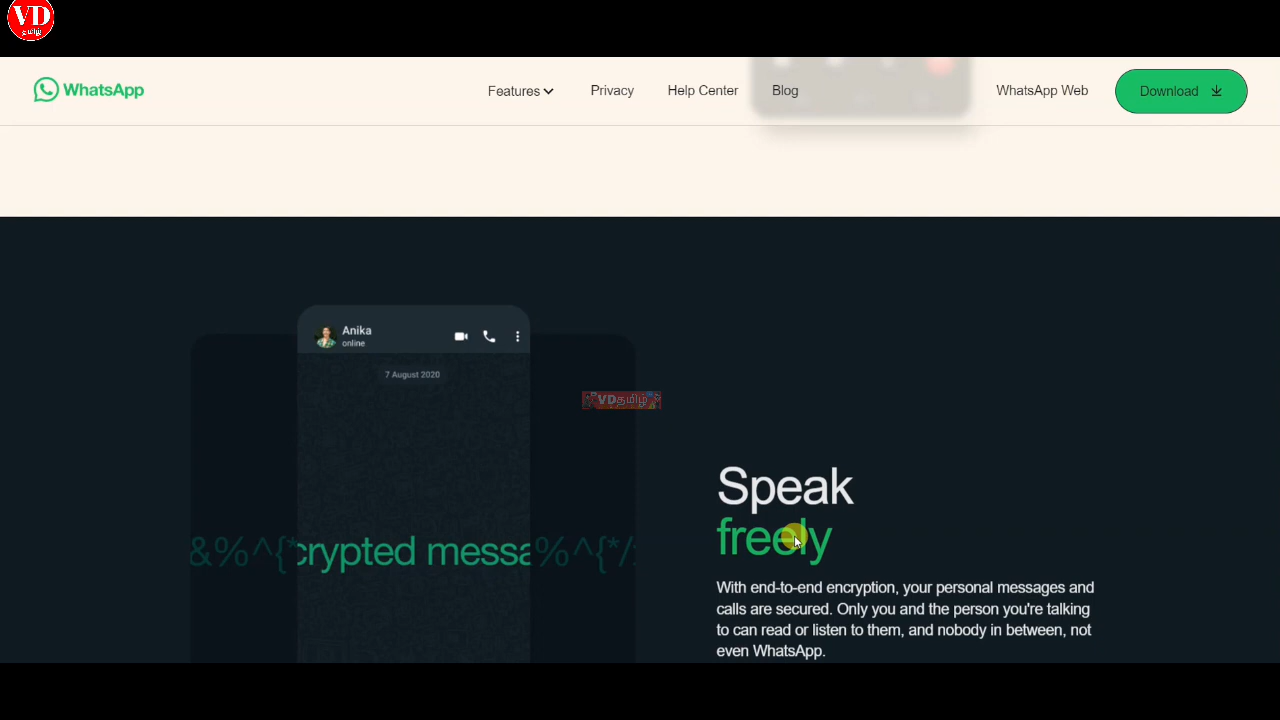 VD
தமிழ்
WhatsApp
Features
Privacy
Help Center
Blog
WhatsApp Web
Download
Anika
online
7 August 2020
VDதமிழ்
&%^{*crypted messa%^{*/
Speak
freely
With end-to-end encryption, your personal messages and
calls are secured. Only you and the person you're talking
to can read or listen to them, and nobody in between, not
even WhatsApp.